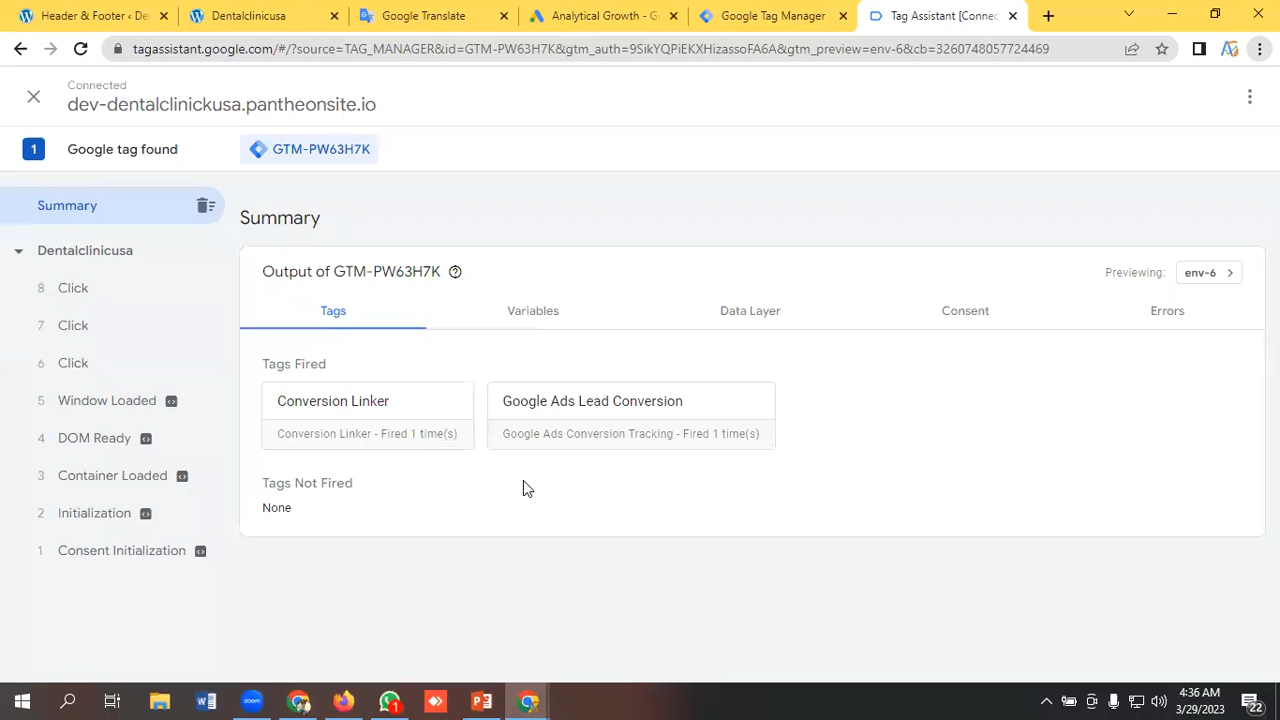 Header & Footer ‹ De
Dentalclinicusa
Google Translate
Analytical Growth - G
Google Tag Manager
Tag Assistant [Connec
tagassistant.google.com/#/?source=TAG_MANAGER&id=GTM-PW63H7K&gtm_auth=9SikYQPiEKXHizassoFA6A&gtm_preview=env-6&cb=3260748057724469
Connected
dev-dentalclinickusa.pantheonsite.io
1 Google tag found GTM-PW63H7K
Summary
Dentalclinicusa
8 Click
7 Click
6 Click
5 Window Loaded
4 DOM Ready
3 Container Loaded
2 Initialization
1 Consent Initialization
Summary
Output of GTM-PW63H7K
Previewing: env-6
Tags Variables Data Layer Consent Errors
Tags Fired
Conversion Linker
Conversion Linker - Fired 1 time(s)
Google Ads Lead Conversion
Google Ads Conversion Tracking - Fired 1 time(s)
Tags Not Fired
None
zoom
1
4:36 AM
3/29/2023
22